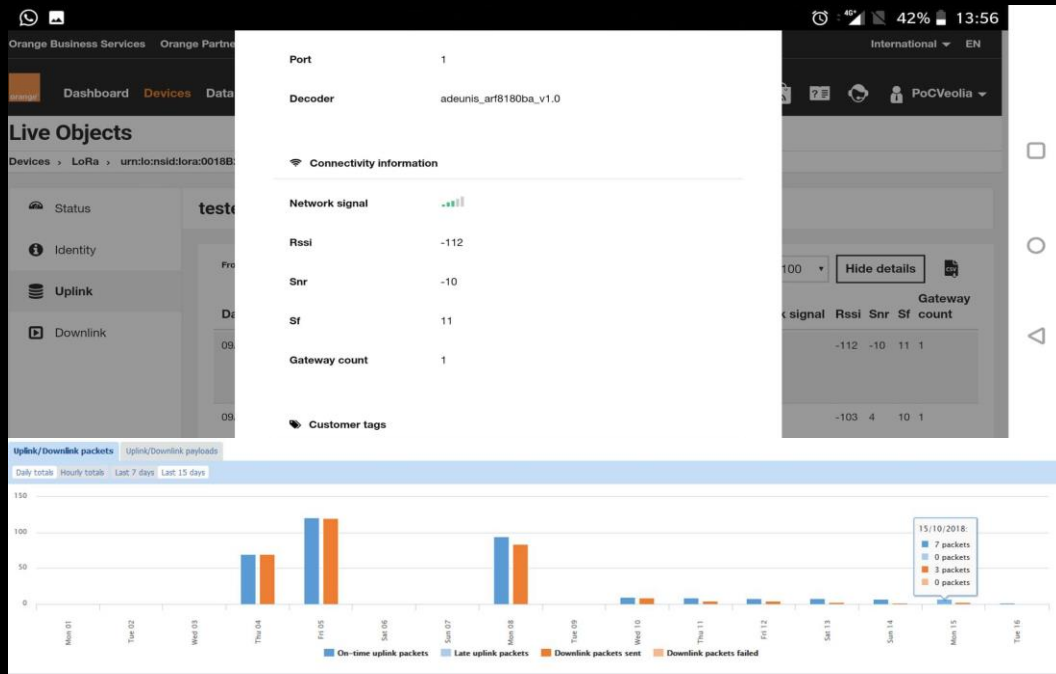 4G+ 42% 13:56
Orange Business Services Orange Partne International EN
orange Dashboard Devices Data PoCVeolia
Live Objects
Devices > LoRa > urn:lo:nsid:lora:0018B
Status
Identity
Uplink
Downlink
teste
Port 1
Decoder adeunis_arf8180ba_v1.0
Connectivity information
Network signal
Rssi -112
Snr -10
Sf 11
Gateway count 1
Customer tags
Fro 100 Hide details CSV
Da signal Rssi Snr Sf Gateway count
09 -112 -10 11 1
09 -103 4 10 1
Uplink/Downlink packets Uplink/Downlink payloads
Daily totals Hourly totals Last 7 days Last 15 days
150
100
50
0
15/10/2018:
7 packets
0 packets
3 packets
0 packets
Mon 01 Tue 02 Wed 03 Thu 04 Fri 05 Sat 06 Sun 07 Mon 08 Tue 09 Wed 10 Thu 11 Fri 12 Sat 13 Sun 14 Mon 15 Tue 16
On-time uplink packets Late uplink packets Downlink packets sent Downlink packets failed